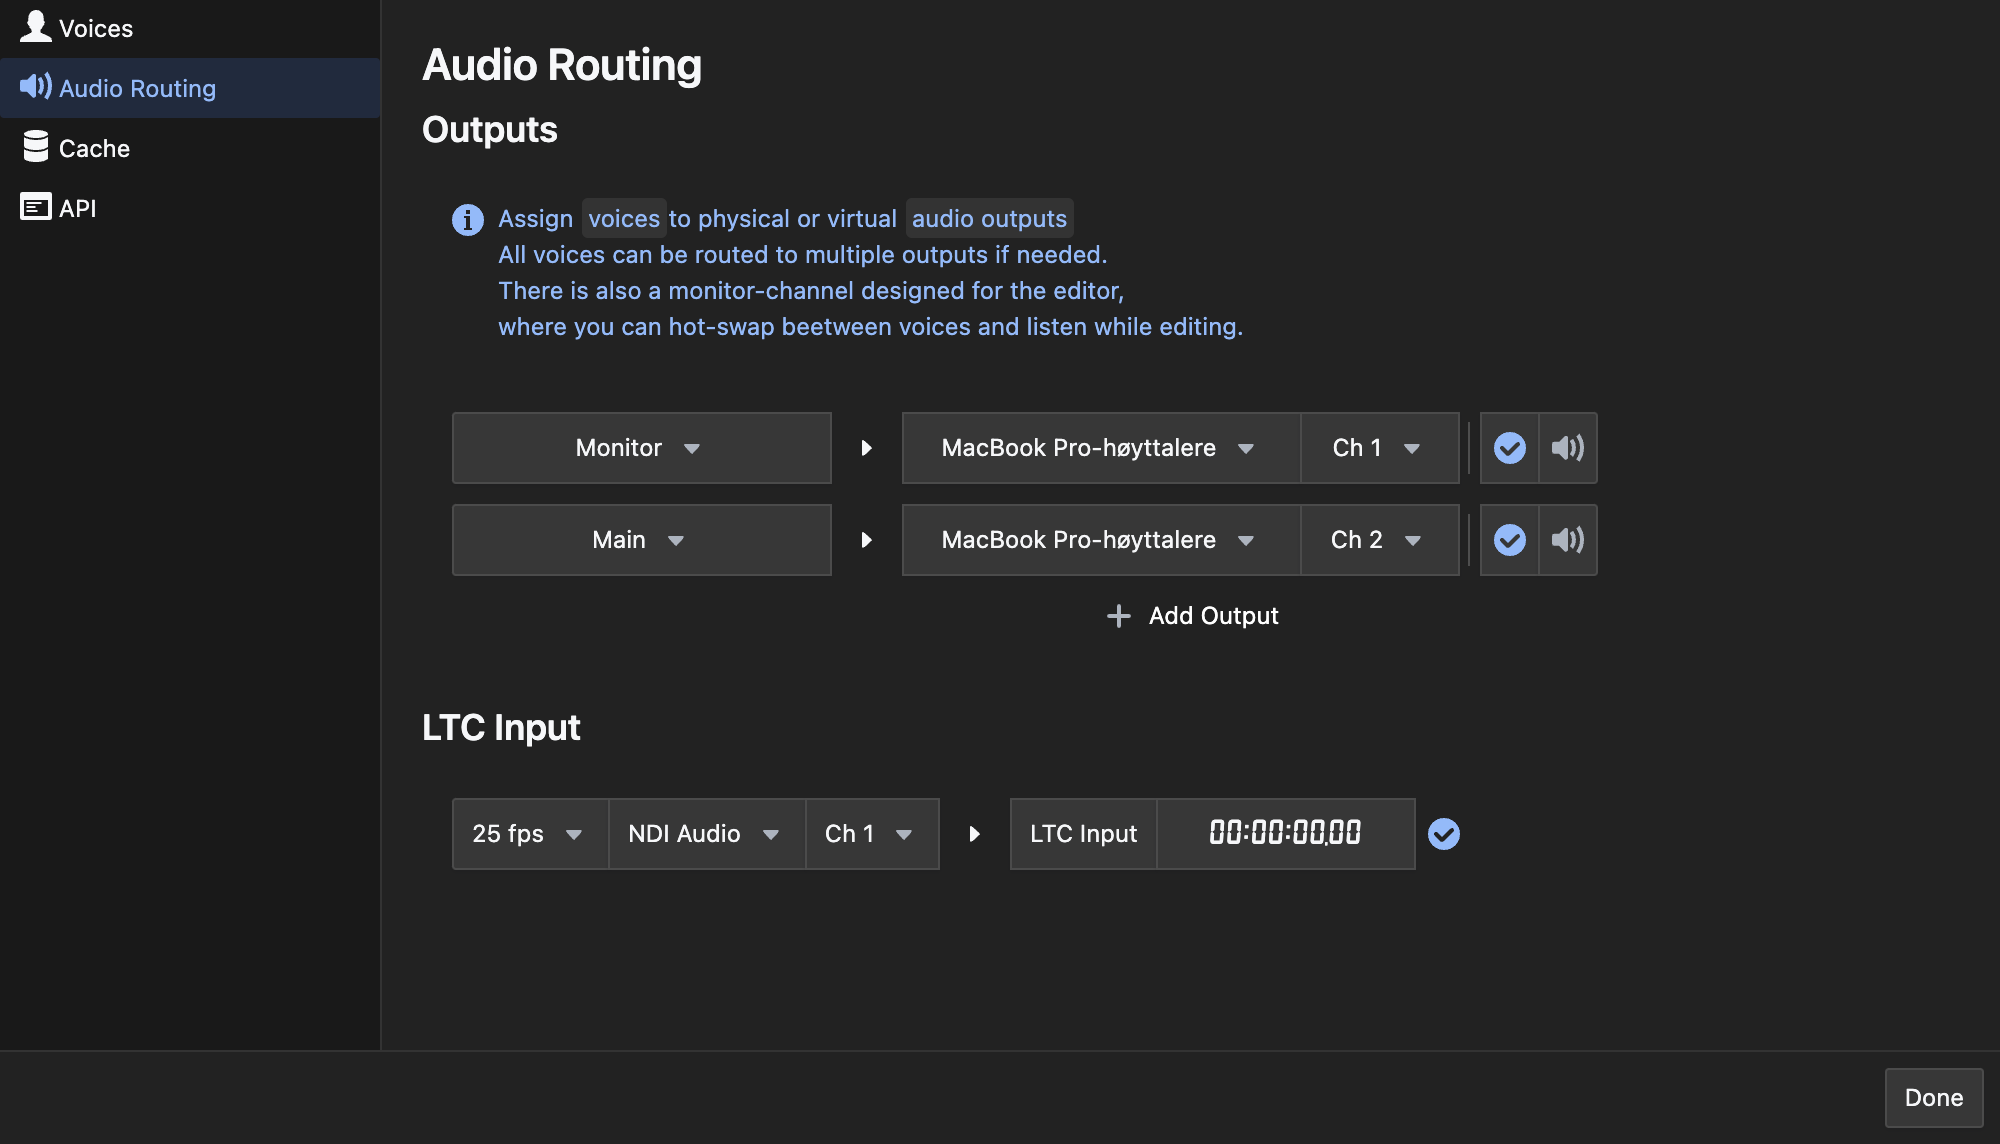 Voices
Audio Routing
Cache
API
Audio Routing
Outputs
Assign voices to physical or virtual audio outputs
All voices can be routed to multiple outputs if needed.
There is also a monitor-channel designed for the editor,
where you can hot-swap beetween voices and listen while editing.
Monitor MacBook Pro-høyttalere Ch 1
Main MacBook Pro-høyttalere Ch 2
Add Output
LTC Input
25 fps NDI Audio Ch 1 LTC Input 00:00:00,00
Done